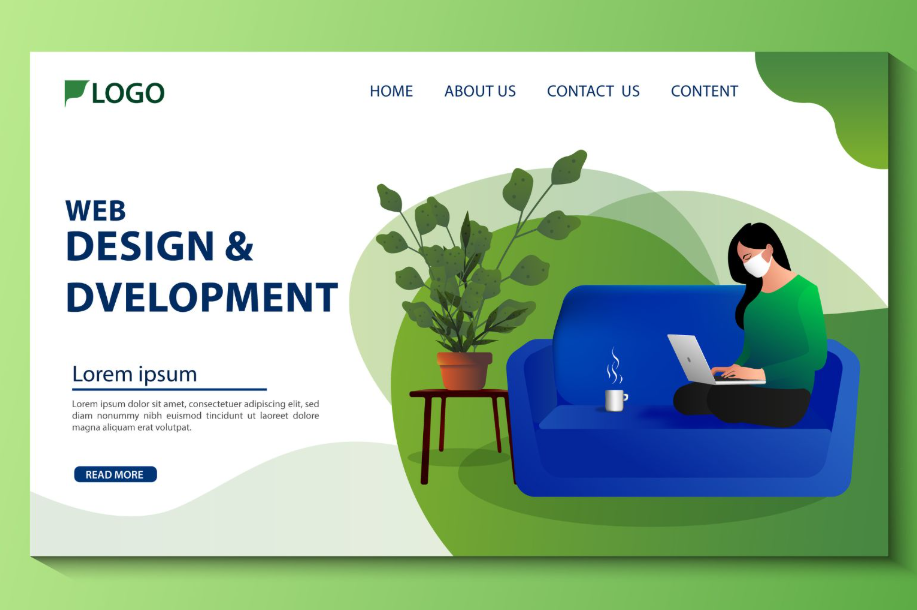 LOGO
HOME ABOUT US CONTACT US CONTENT
WEB
DESIGN &
DVELOPMENT
Lorem ipsum
Lorem ipsum dolor sit amet, consectetuer adipiscing elit, sed
diam nonummy nibh euismod tincidunt ut laoreet dolore
magna aliquam erat volutpat.
READ MORE